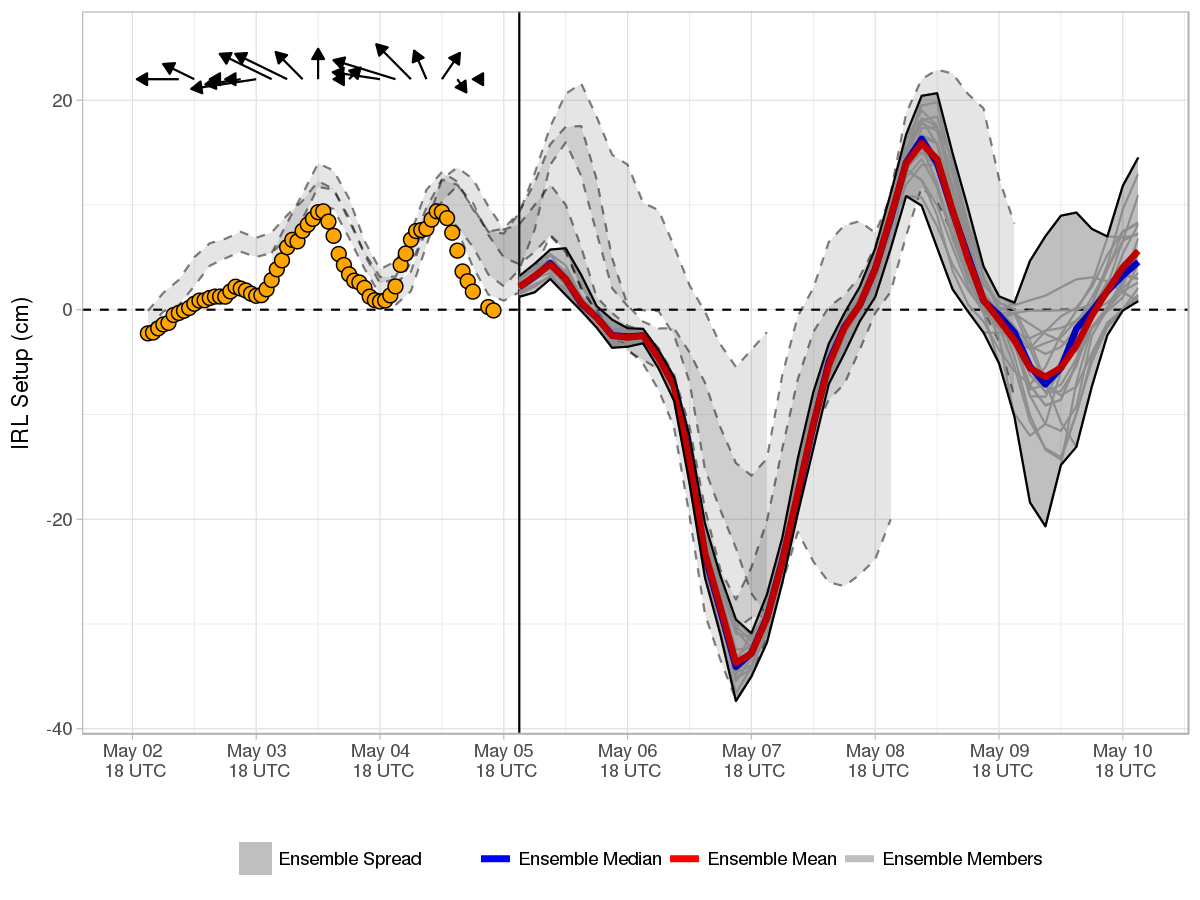 IRL Setup (cm)
20
0
-20
-40
May 02 May 03 May 04 May 05 May 06 May 07 May 08 May 09 May 10
18 UTC 18 UTC 18 UTC 18 UTC 18 UTC 18 UTC 18 UTC 18 UTC 18 UTC
Ensemble Spread Ensemble Median Ensemble Mean Ensemble Members